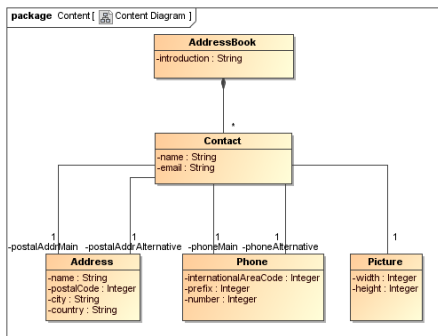 package Content [ Content Diagram ]
AddressBook
-introduction : String
*
Contact
-name : String
-email : String
1 1 1 1 1
-postalAddrMain -postalAddrAlternative -phoneMain -phoneAlternative
Address
-name : String
-postalCode : Integer
-city : String
-country : String
Phone
-internationalAreaCode : Integer
-prefix : Integer
-number : Integer
Picture
-width : Integer
-height : Integer